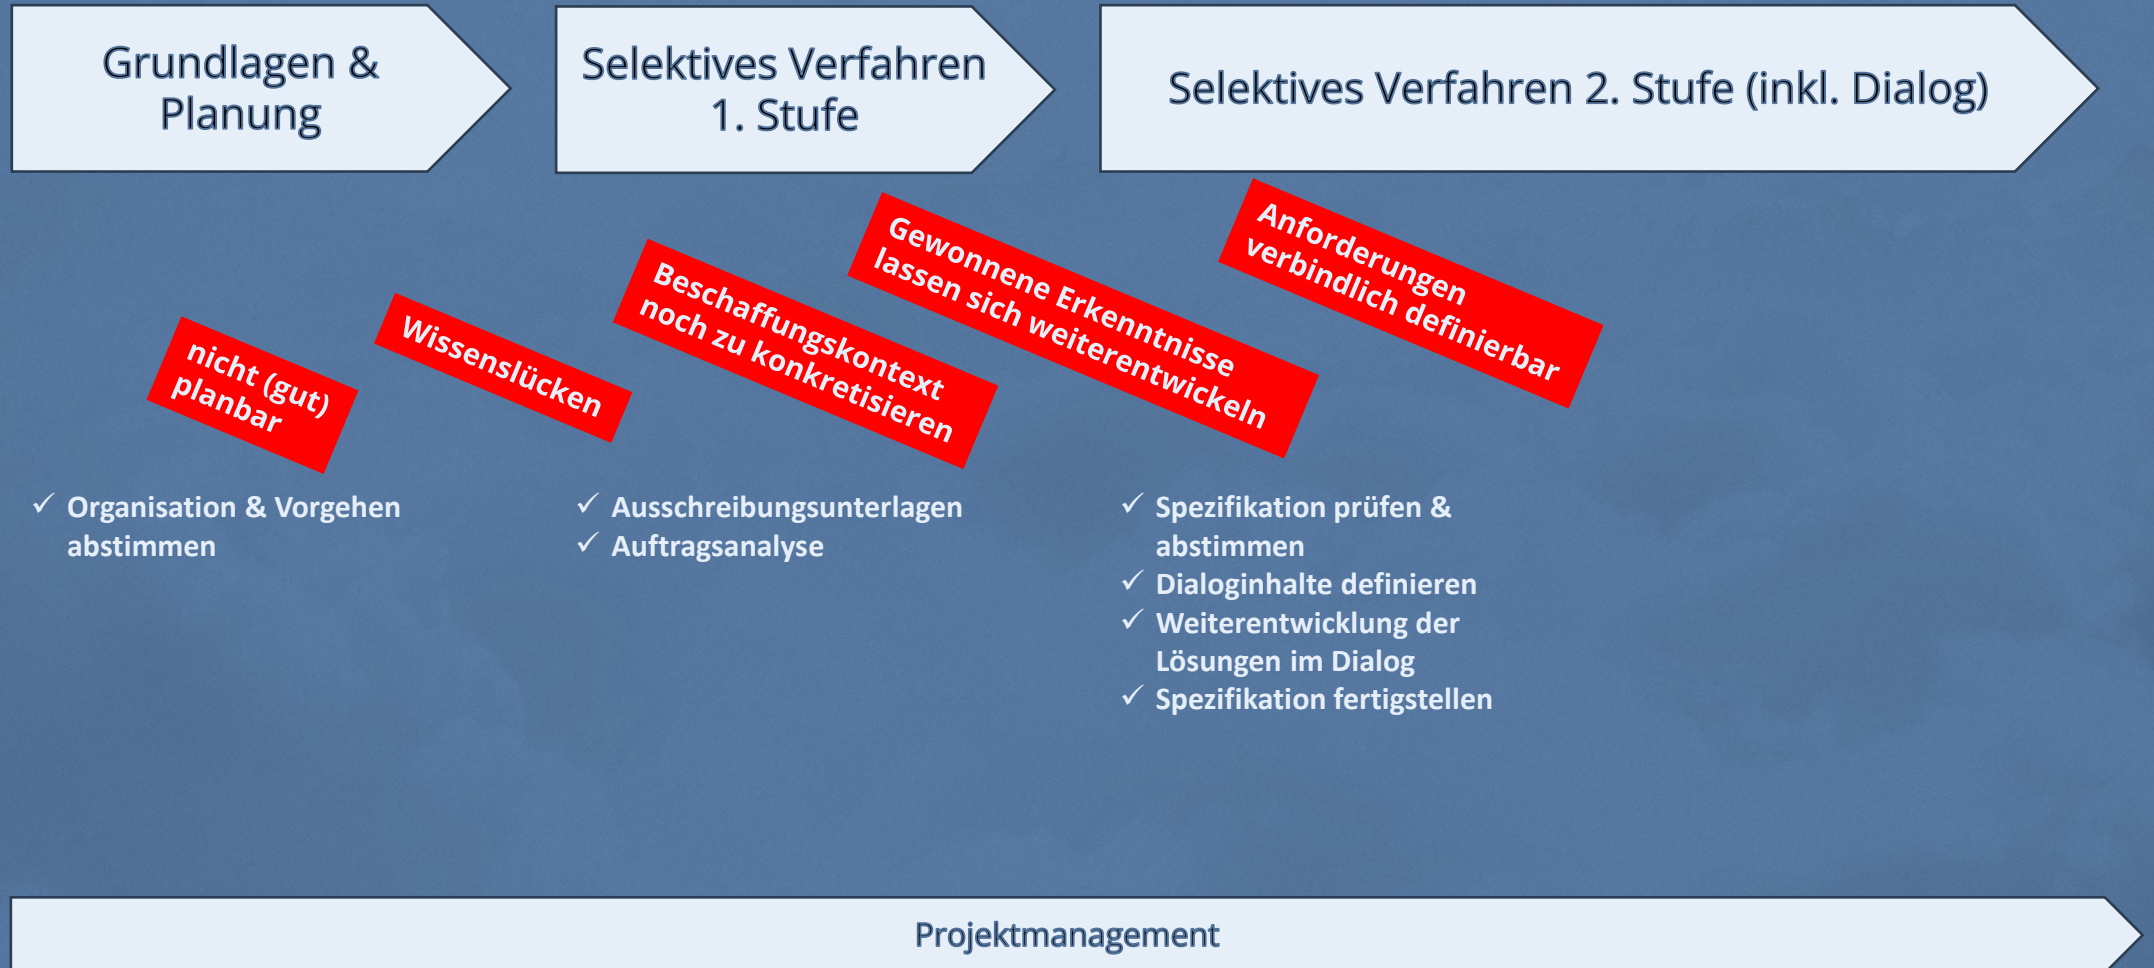 Grundlagen &
Planung
Selektives Verfahren
1. Stufe
Selektives Verfahren 2. Stufe (inkl. Dialog)
nicht (gut)
planbar
Wissenslücken
Beschaffungskontext
noch zu konkretisieren
Gewonnene Erkenntnisse
lassen sich weiterentwickeln
Anforderungen
verbindlich definierbar
✓ Organisation & Vorgehen
abstimmen
✓ Ausschreibungsunterlagen
✓ Auftragsanalyse
✓ Spezifikation prüfen &
abstimmen
✓ Dialoginhalte definieren
✓ Weiterentwicklung der
Lösungen im Dialog
✓ Spezifikation fertigstellen
Projektmanagement